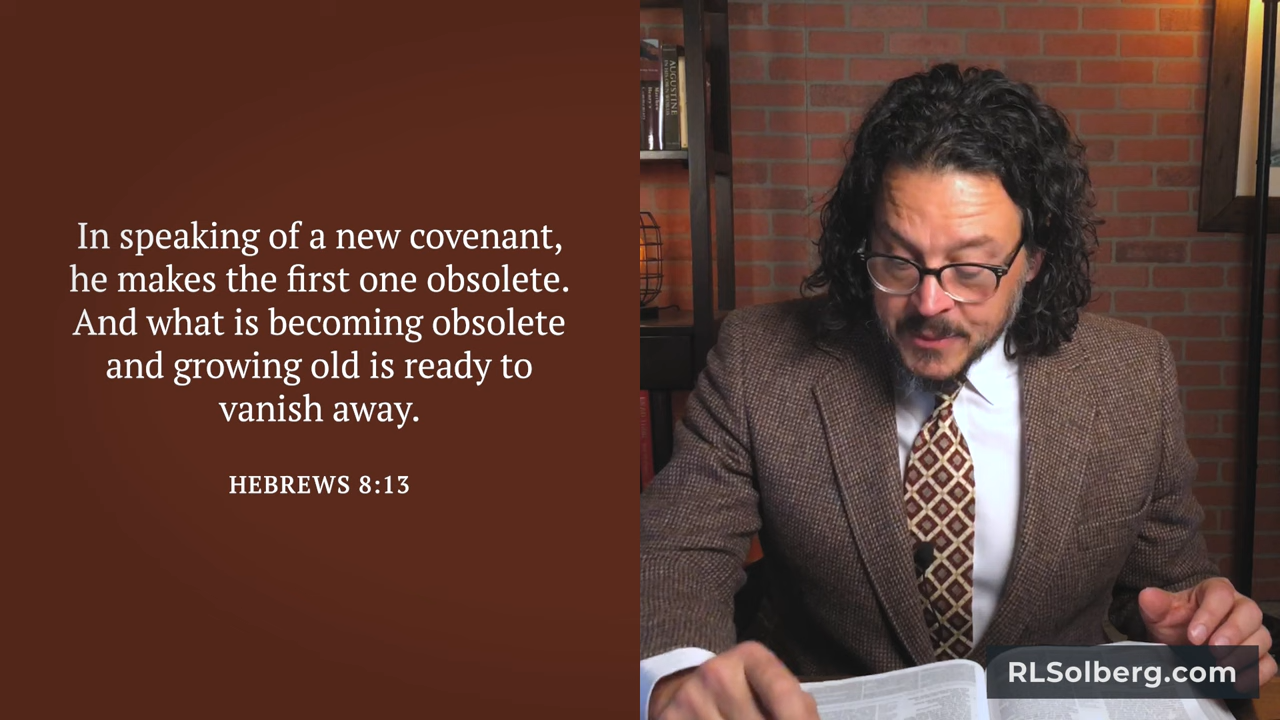 In speaking of a new covenant,
he makes the first one obsolete.
And what is becoming obsolete
and growing old is ready to
vanish away.
HEBREWS 8:13
AUGUSTINE
RLSolberg.com